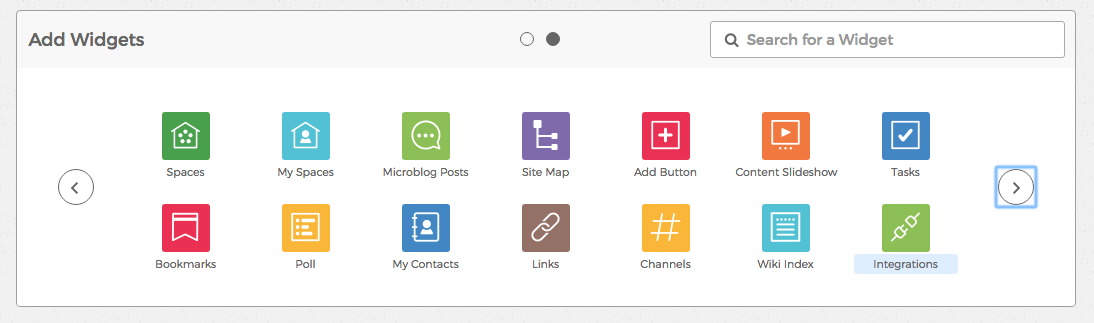 Add Widgets
Search for a Widget
Spaces
My Spaces
Microblog Posts
Site Map
Add Button
Content Slideshow
Tasks
Bookmarks
Poll
My Contacts
Links
Channels
Wiki Index
Integrations